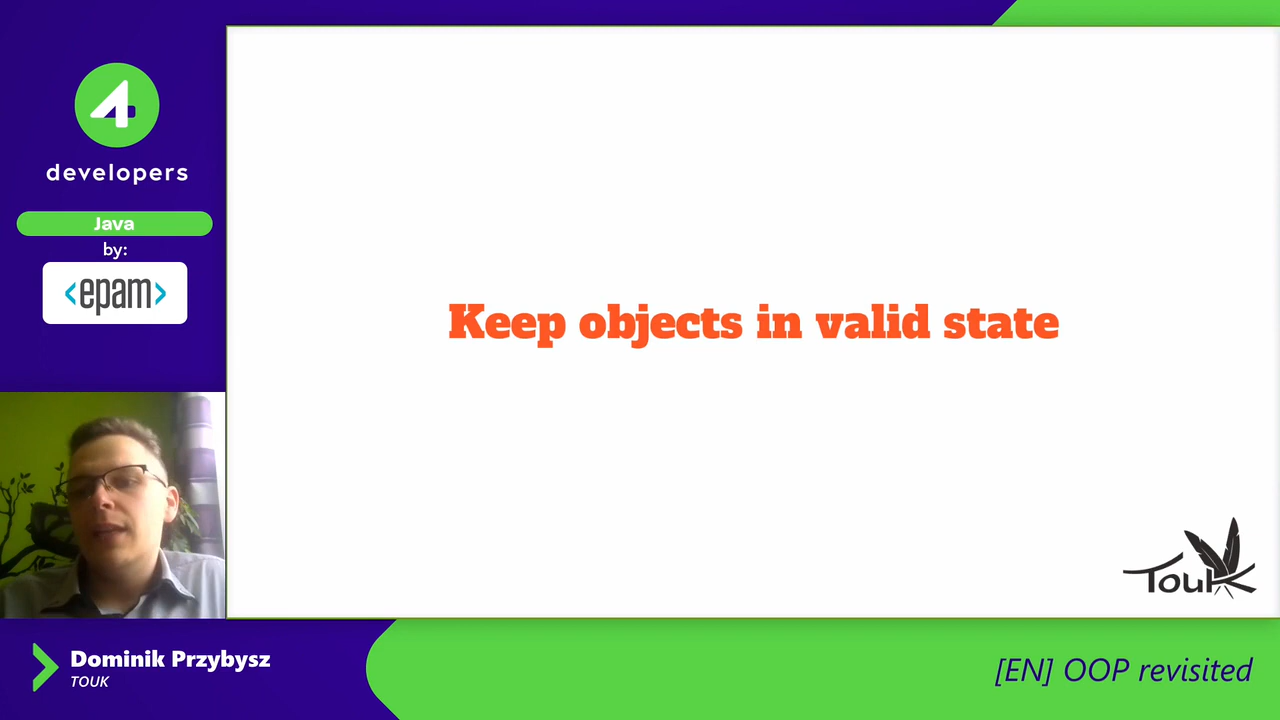 4
developers
Java
by:
<epam>
Keep objects in valid state
Touk
Dominik Przybysz
TOUK
[EN] OOP revisited